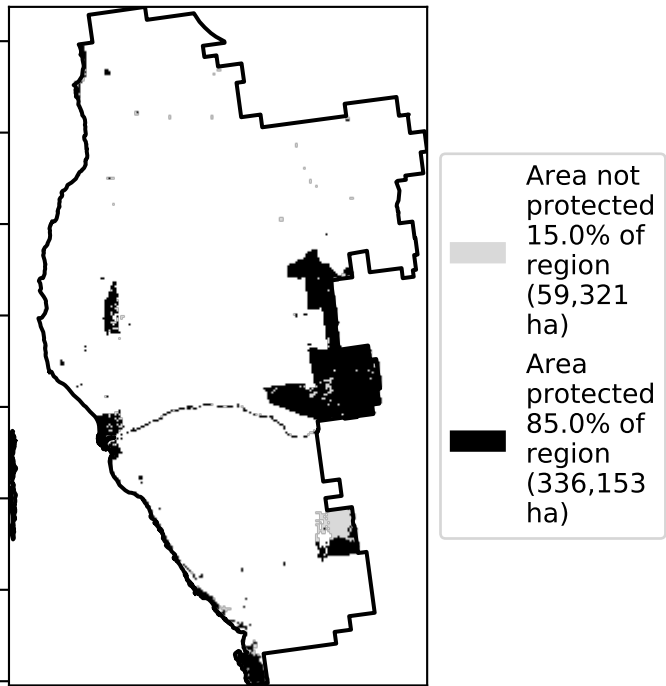 Area not
protected
15.0% of
region
(59,321
ha)
Area
protected
85.0% of
region
(336,153
ha)